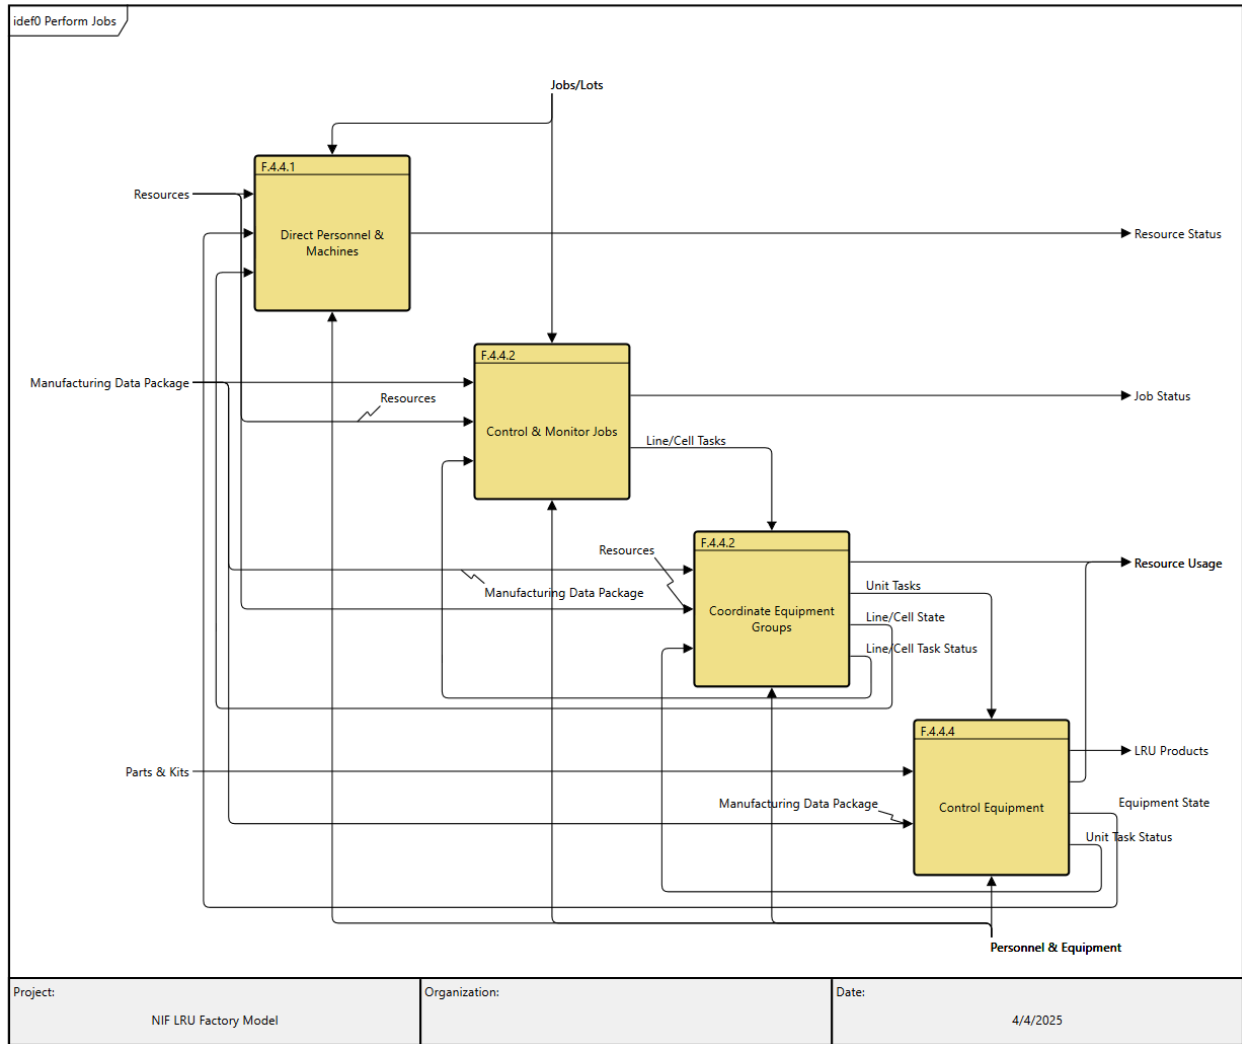 idef0 Perform Jobs
Jobs/Lots
F.4.4.1
Resources
Direct Personnel &
Machines
Resource Status
F.4.4.2
Manufacturing Data Package
Resources
Job Status
Control & Monitor Jobs
Line/Cell Tasks
F.4.4.2
Resources
Resource Usage
Unit Tasks
Manufacturing Data Package
Coordinate Equipment
Groups
Line/Cell State
Line/Cell Task Status
F.4.4.4
LRU Products
Parts & Kits
Manufacturing Data Package
Control Equipment
Equipment State
Unit Task Status
Personnel & Equipment
Project:
NIF LRU Factory Model
Organization:
Date:
4/4/2025